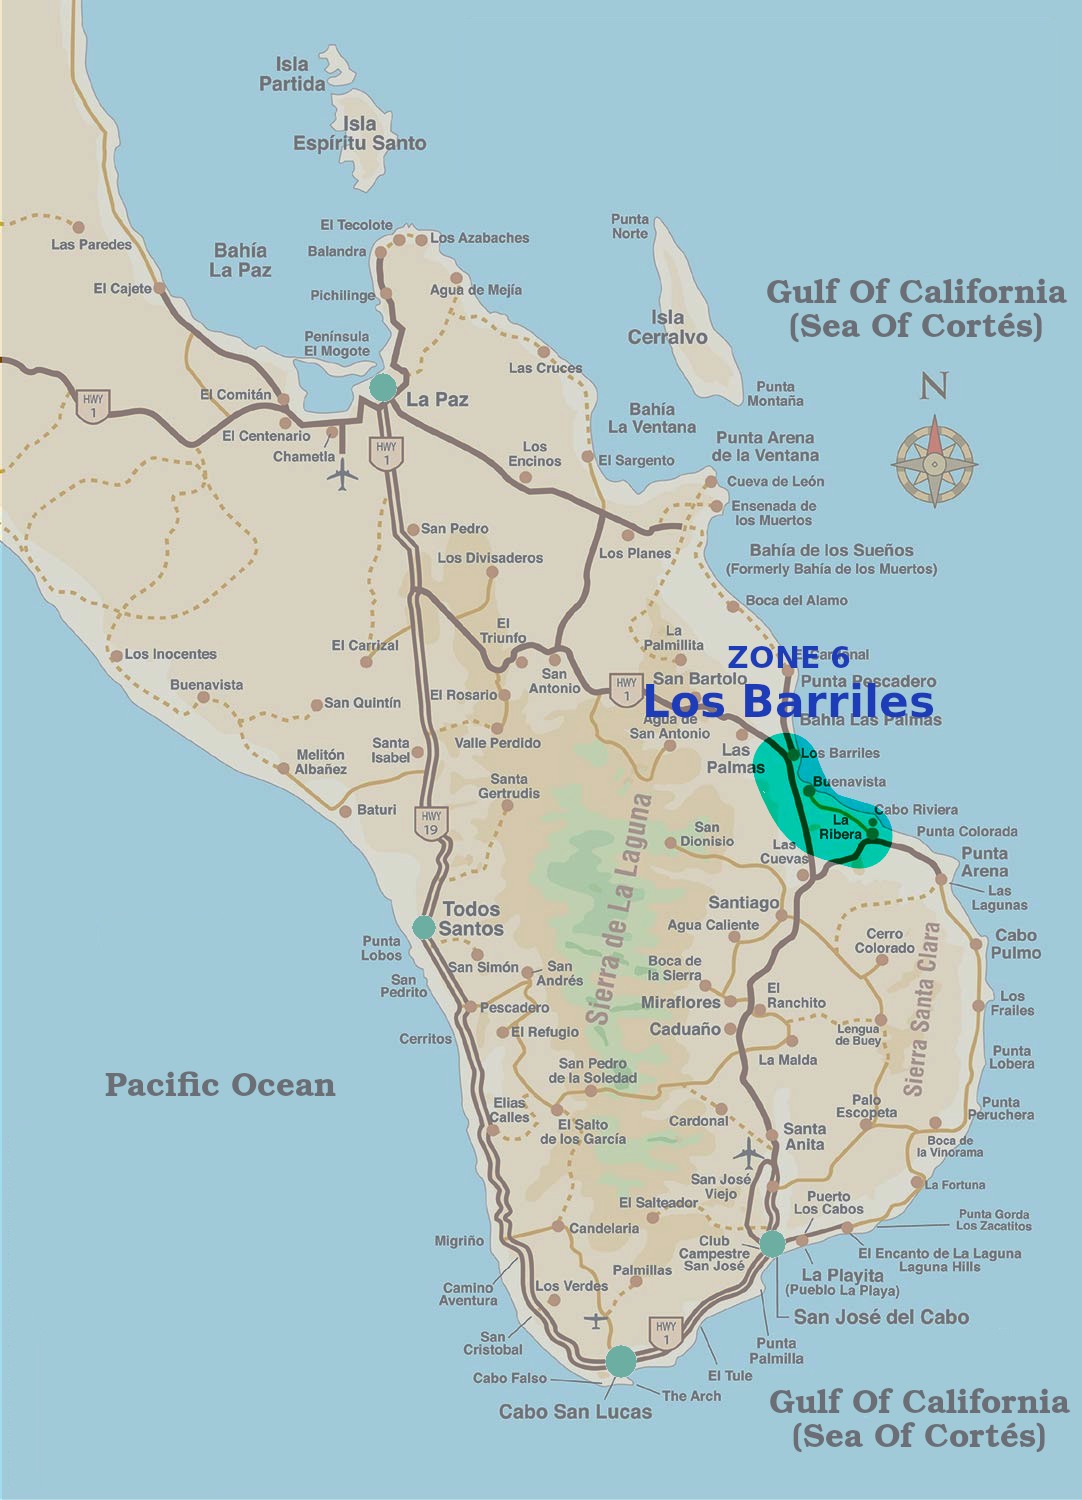 Isla
Partida
Isla
Espíritu Santo
El Tecolote
Los Azabaches
Balandra
Las Paredes
Bahía
La Paz
Punta
Norte
El Cajete
Pichilinge
Agua de Mejía
Gulf Of California
(Sea Of Cortés)
Península
El Mogote
Isla
Cerralvo
Las Cruces
N
El Comitán
La Paz
Punta
Montaña
HWY
1
Bahía
La Ventana
El Centenario
Chametla
HWY
1
Los
Encinos
El Sargento
Punta Arena
de la Ventana
Cueva de León
Ensenada de
los Muertos
San Pedro
Los Divisaderos
Los Planes
Bahía de los Sueños
(Formerly Bahía de los Muertos)
Boca del Alamo
El
Triunfo
La
Palmillita
El Carrizal
Los Inocentes
Buenavista
San
Antonio
HWY
1
San Bartolo
ZONE 6
El Cardonal
Punta Pescadero
Los Barriles
El Rosario
San Quintín
Bahía Las Palmas
Agua de
San Antonio
Valle Perdido
Santa
Isabel
Melitón
Albañez
Las
Palmas
Los Barriles
Buenavista
Santa
Gertrudis
Baturi
HWY
19
Cabo Riviera
La
Ribera
Punta Colorada
San
Dionisio
Las
Cuevas
Punta
Arena
Las
Lagunas
Sierra de La Laguna
Todos
Santos
Santiago
Agua Caliente
Punta
Lobos
Cerro
Colorado
Cabo
Pulmo
San Simón
San
Andrés
Boca de
la Sierra
San
Pedrito
Miraflores
El
Ranchito
Sierra Santa Clara
Los
Frailes
Pescadero
Cerritos
El Refugio
Caduaño
Lengua
de Buey
La Malda
Punta
Lobera
Pacific Ocean
San Pedro
de la Soledad
Elias
Calles
El Salto
de los García
Cardonal
Palo
Escopeta
Punta
Peruchera
Santa
Anita
Boca de
la Vinorama
San José
Viejo
La Fortuna
Puerto
Los Cabos
El Salteador
Candelaria
Punta Gorda
Los Zacatitos
Migriño
Club
Campestre
San José
El Encanto de La Laguna
Laguna Hills
La Playita
(Pueblo La Playa)
Palmillas
Camino
Aventura
Los Verdes
San José del Cabo
San
Cristobal
HWY
1
Punta
Palmilla
Cabo Falso
El Tule
The Arch
Cabo San Lucas
Gulf Of California
(Sea Of Cortés)